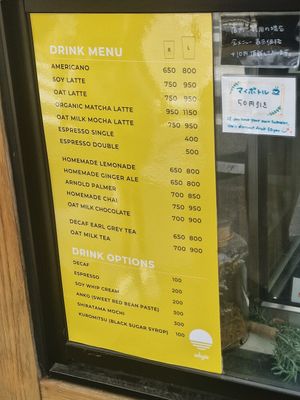 DRINK MENU R L
AMERICANO 650 800
SOY LATTE 750 950
OAT LATTE 750 950
ORGANIC MATCHA LATTE 950 1150
OAT MILK MOCHA LATTE 750 950
ESPRESSO SINGLE 400
ESPRESSO DOUBLE 500
HOMEMADE LEMONADE 650 800
HOMEMADE GINGER ALE 650 800
ARNOLD PALMER 700 850
HOMEMADE CHAI 750 950
OAT MILK CHOCOLATE 700 900
DECAF EARL GREY TEA 650 800
OAT MILK TEA 700 900
DRINK OPTIONS
DECAF 100
ESPRESSO 200
SOY WHIP CREAM 200
ANKO (SWEET RED BEAN PASTE) 300
SHIRATAMA MOCHI 300
KUROMITSU (BLACK SUGAR SYRUP) 100
の場合
マイボトル
50円引き